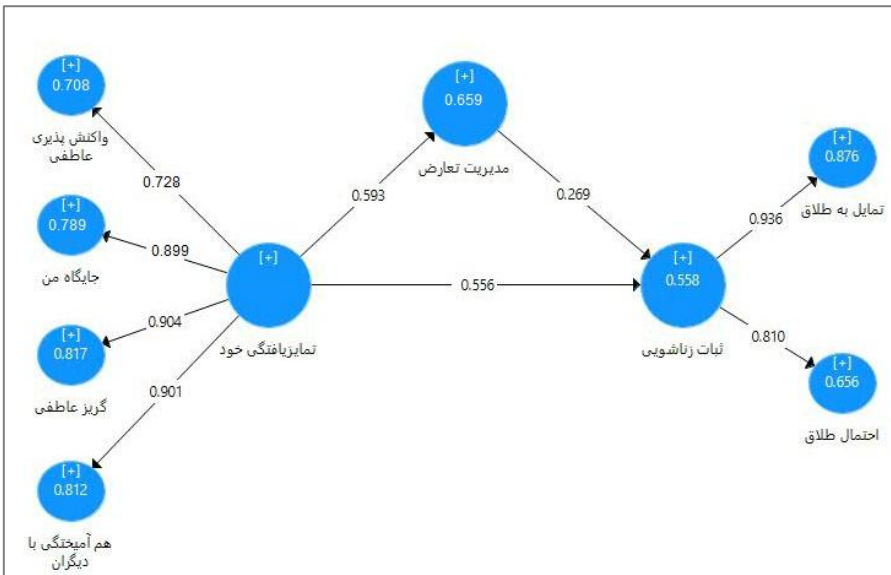 [+]
0.708
واکنش پذیری
عاطفی
[+]
0.789
جایگاه من
[+]
0.817
گریز عاطفی
[+]
0.812
هم آمیختگی با
دیگران
0.728
0.899
0.904
0.901
[+]
تمایزیافتگی خود
0.593
[+]
0.659
مدیریت تعارض
0.269
0.556
[+]
0.558
ثبات زناشویی
0.936
0.810
[+]
0.876
تمایل به طلاق
[+]
0.656
احتمال طلاق